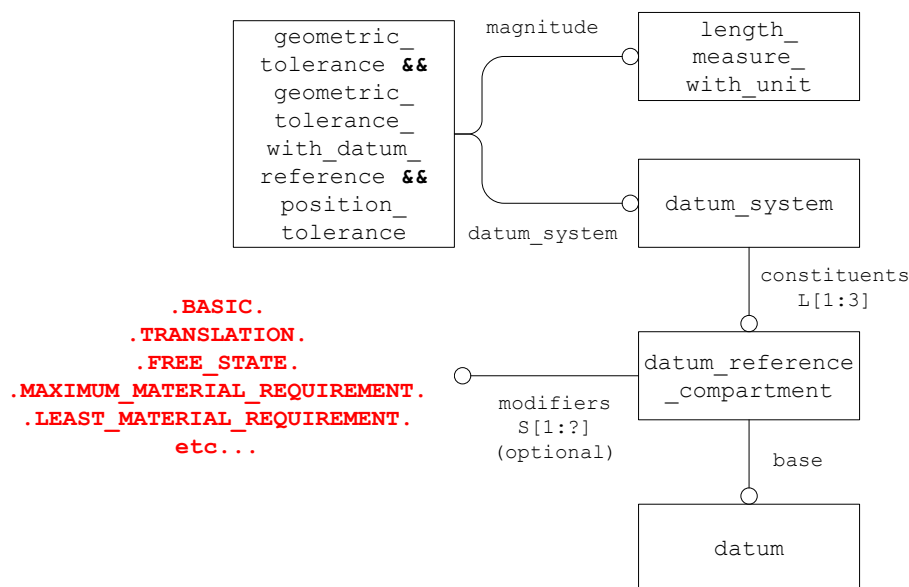 geometric_
tolerance &&
geometric_
tolerance_
with_datum_
reference &&
position_
tolerance
magnitude
length_
measure_
with_unit
datum_system
datum_system
constituents
L[1:3]
.BASIC.
.TRANSLATION.
.FREE_STATE.
.MAXIMUM_MATERIAL_REQUIREMENT.
.LEAST_MATERIAL_REQUIREMENT.
etc...
modifiers
S[1:?]
(optional)
datum_reference
_compartment
base
datum